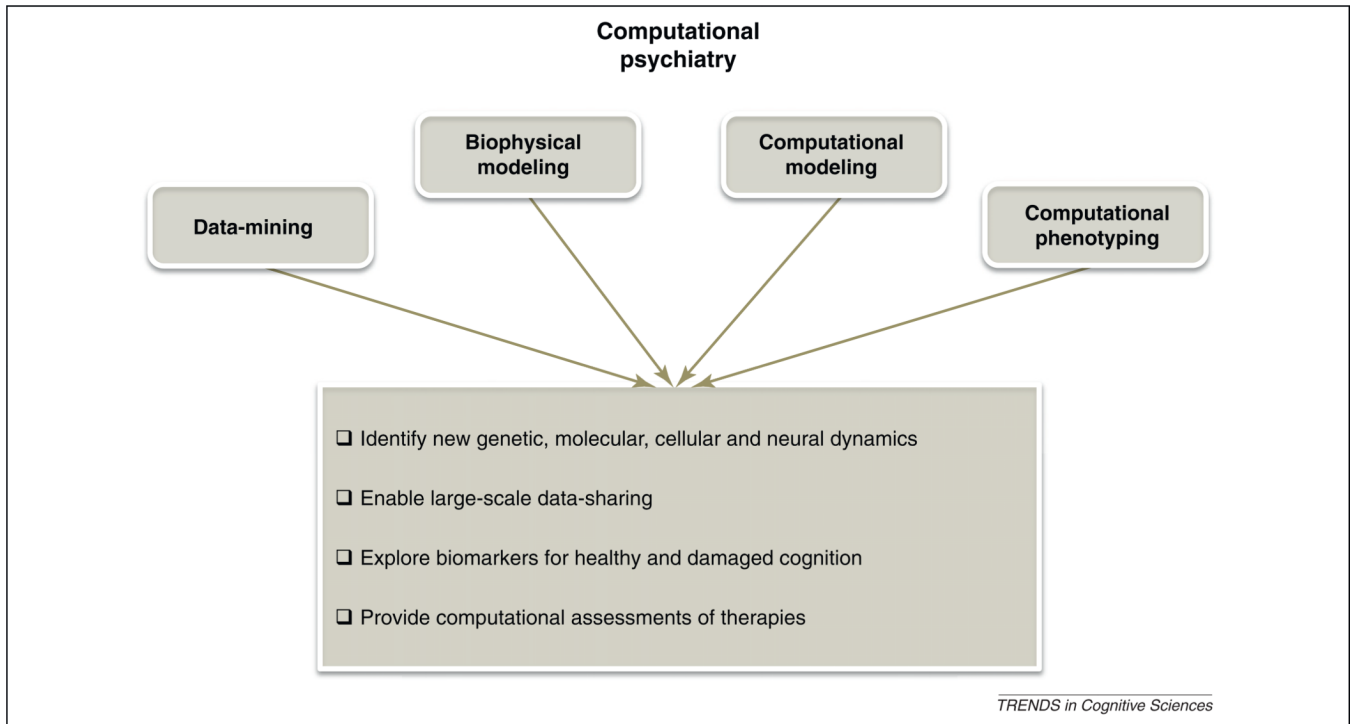 Computational
psychiatry
Biophysical
modeling
Computational
modeling
Data-mining
Computational
phenotyping
❑ Identify new genetic, molecular, cellular and neural dynamics
❑ Enable large-scale data-sharing
❑ Explore biomarkers for healthy and damaged cognition
❑ Provide computational assessments of therapies
TRENDS in Cognitive Sciences